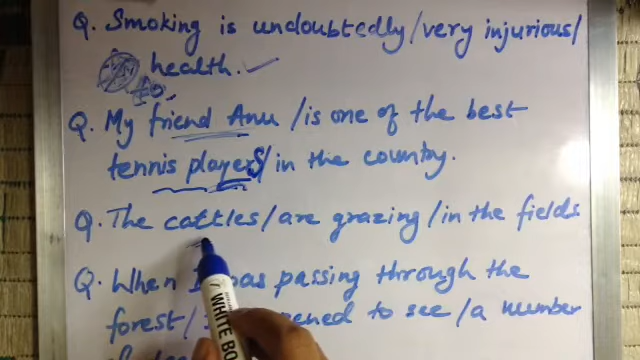 Q. Smoking is undoubtedly/very injurious/
to health.
Q. My friend Anu /is one of the best
tennis players/in the country.
Q. The cattles/are grazing/in the fields
Q. When I was passing through the
forest/ to see/a number
WHITE BO